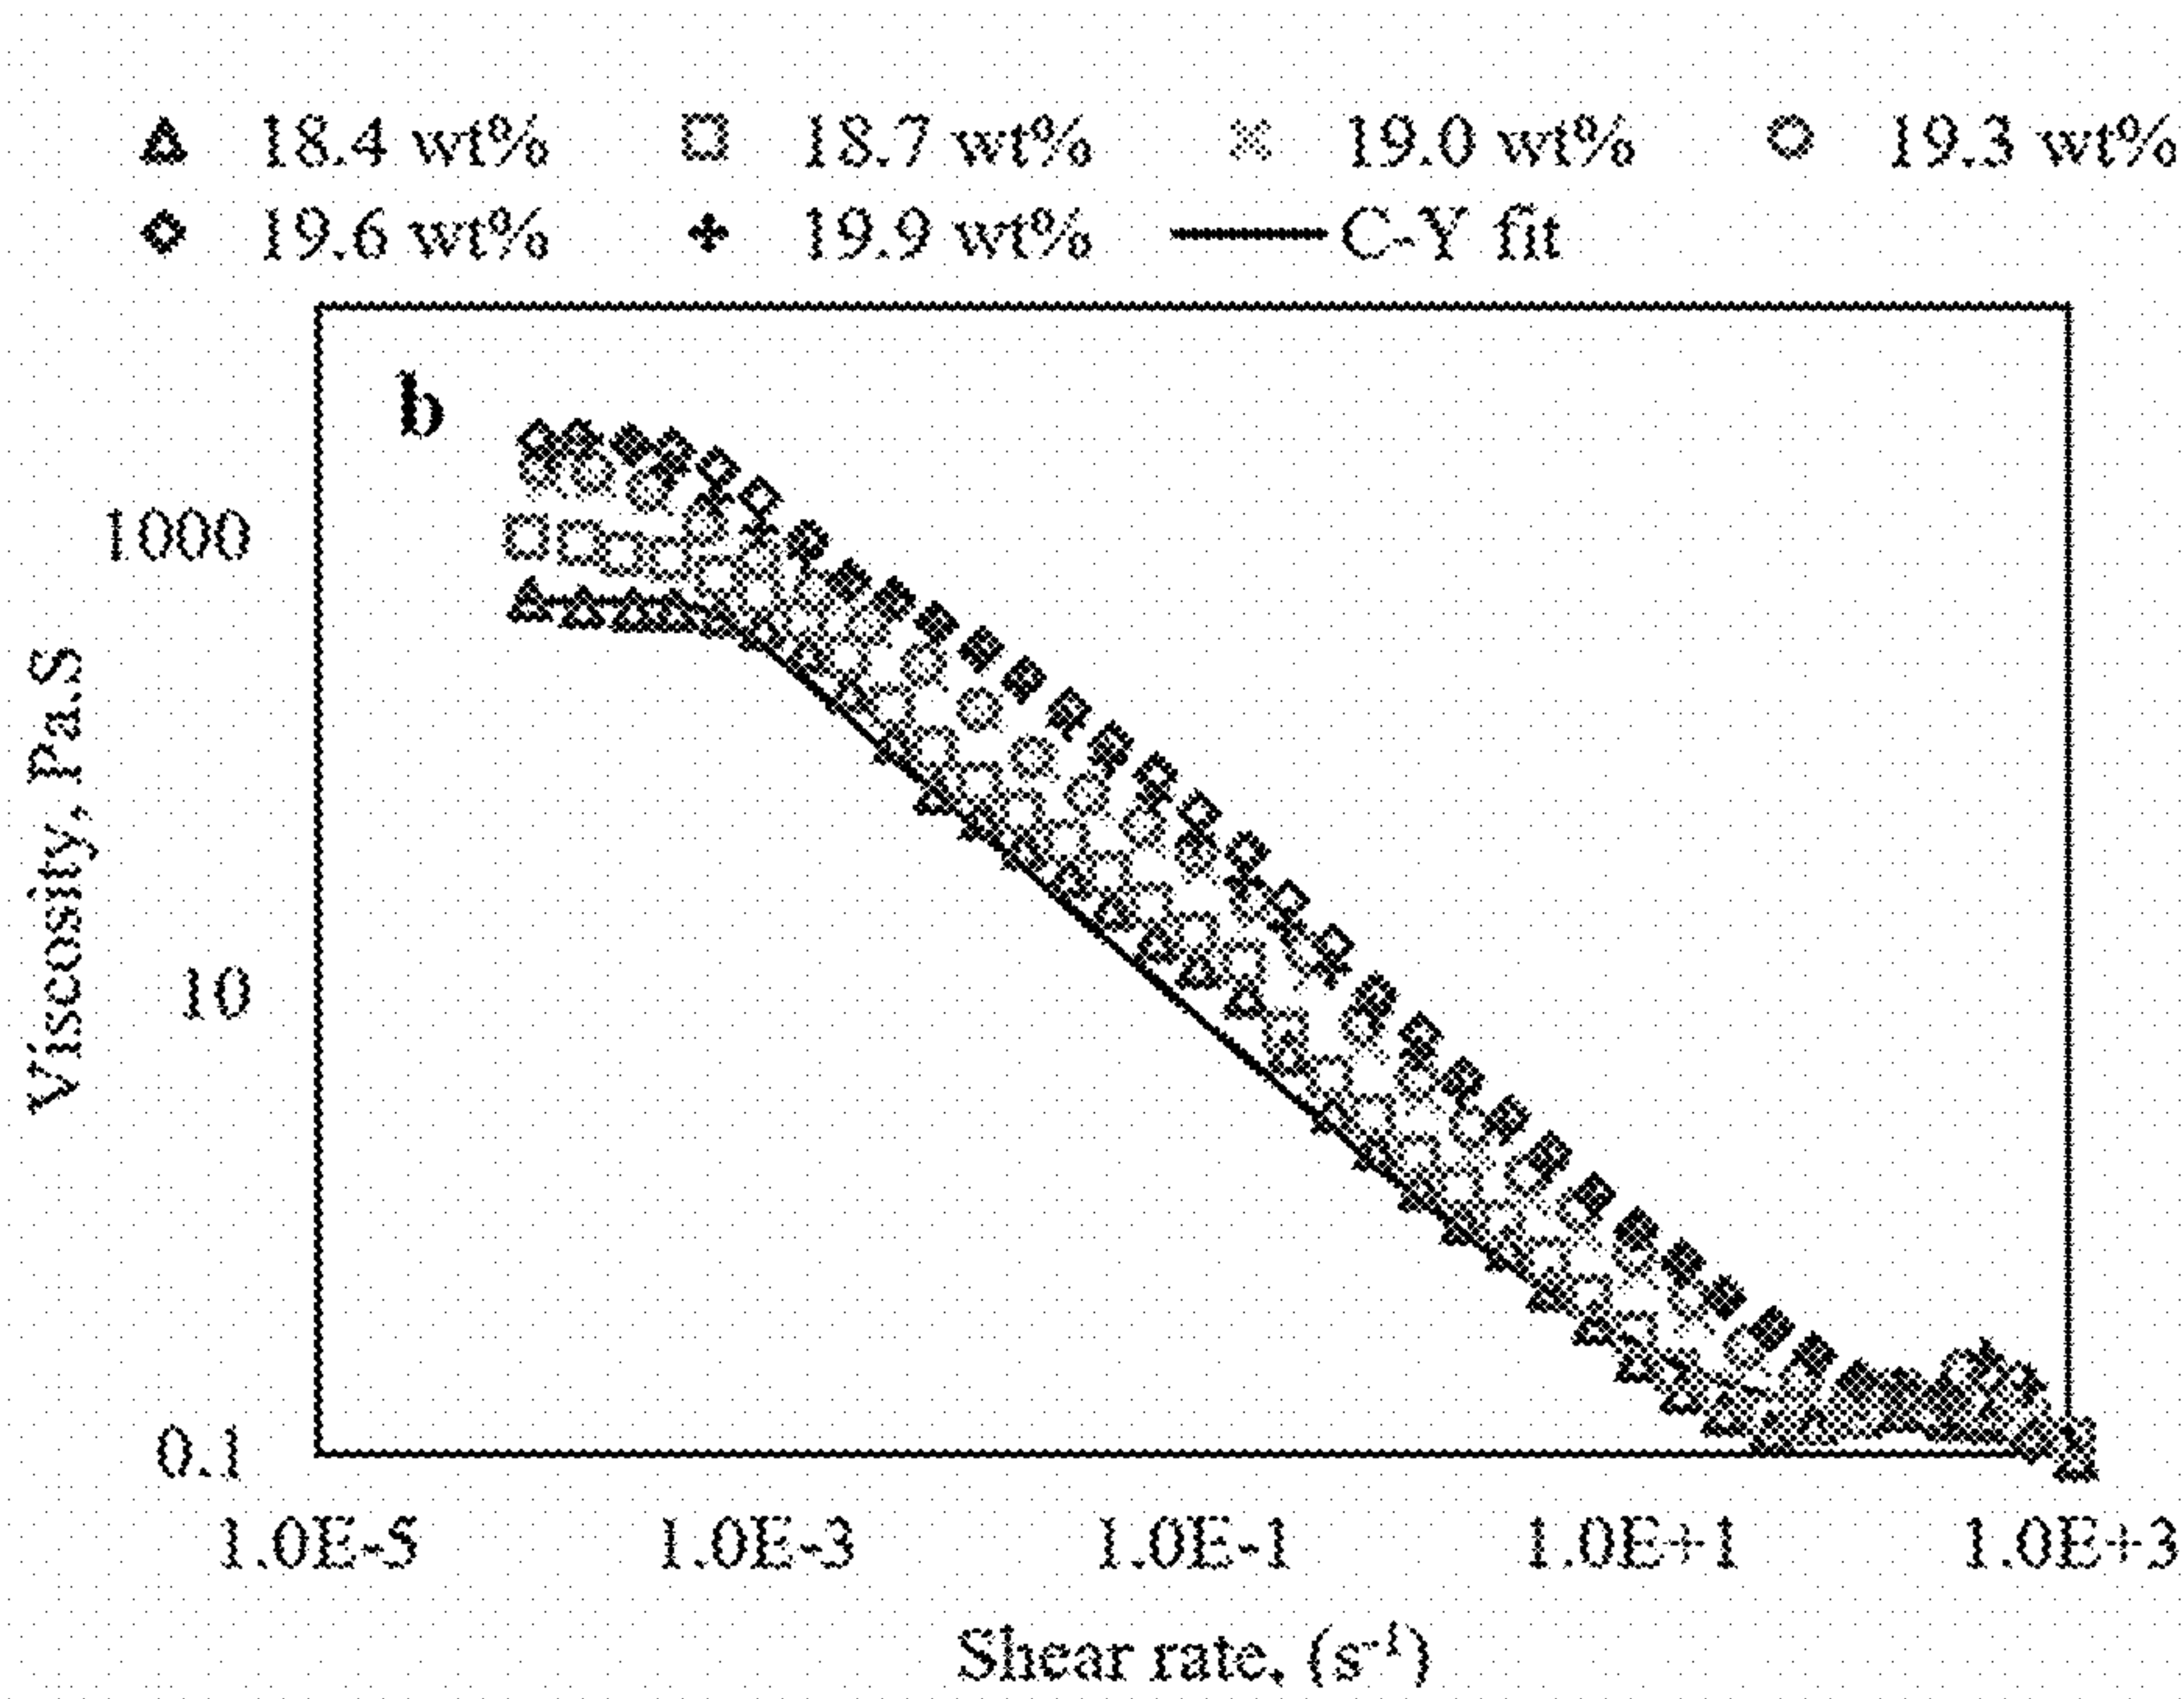 18.4 wt% 18.7 wt% 19.0 wt% 19.3 wt%
19.6 wt% 19.9 wt% C-Y fit
b
1000
10
0.1
Viscosity, Pa.S
1.0E-5 1.0E-3 1.0E-1 1.0E+1 1.0E+3
Shear rate, (s⁻¹)